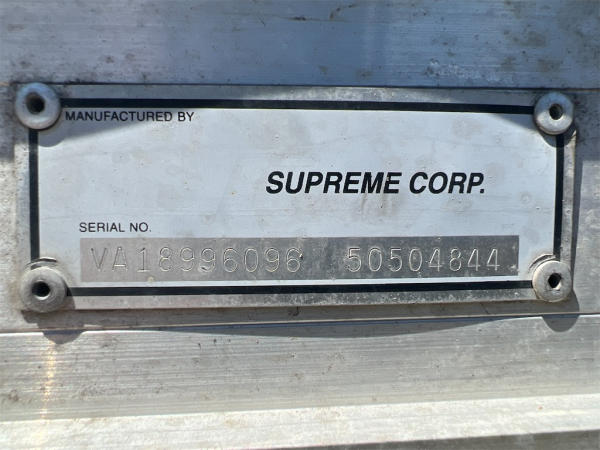 MANUFACTURED BY
SUPREME CORP.
SERIAL NO.
VA18996096 50504844